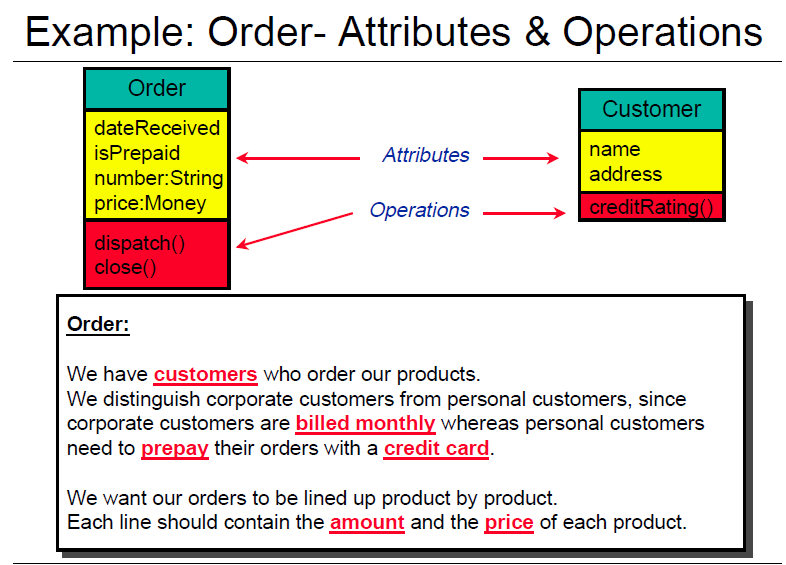 Example: Order- Attributes & Operations
Order
dateReceived
isPrepaid
number:String
price:Money
dispatch()
close()
Attributes
Operations
Customer
name
address
creditRating()
Order:
We have customers who order our products.
We distinguish corporate customers from personal customers, since
corporate customers are billed monthly whereas personal customers
need to prepay their orders with a credit card.
We want our orders to be lined up product by product.
Each line should contain the amount and the price of each product.